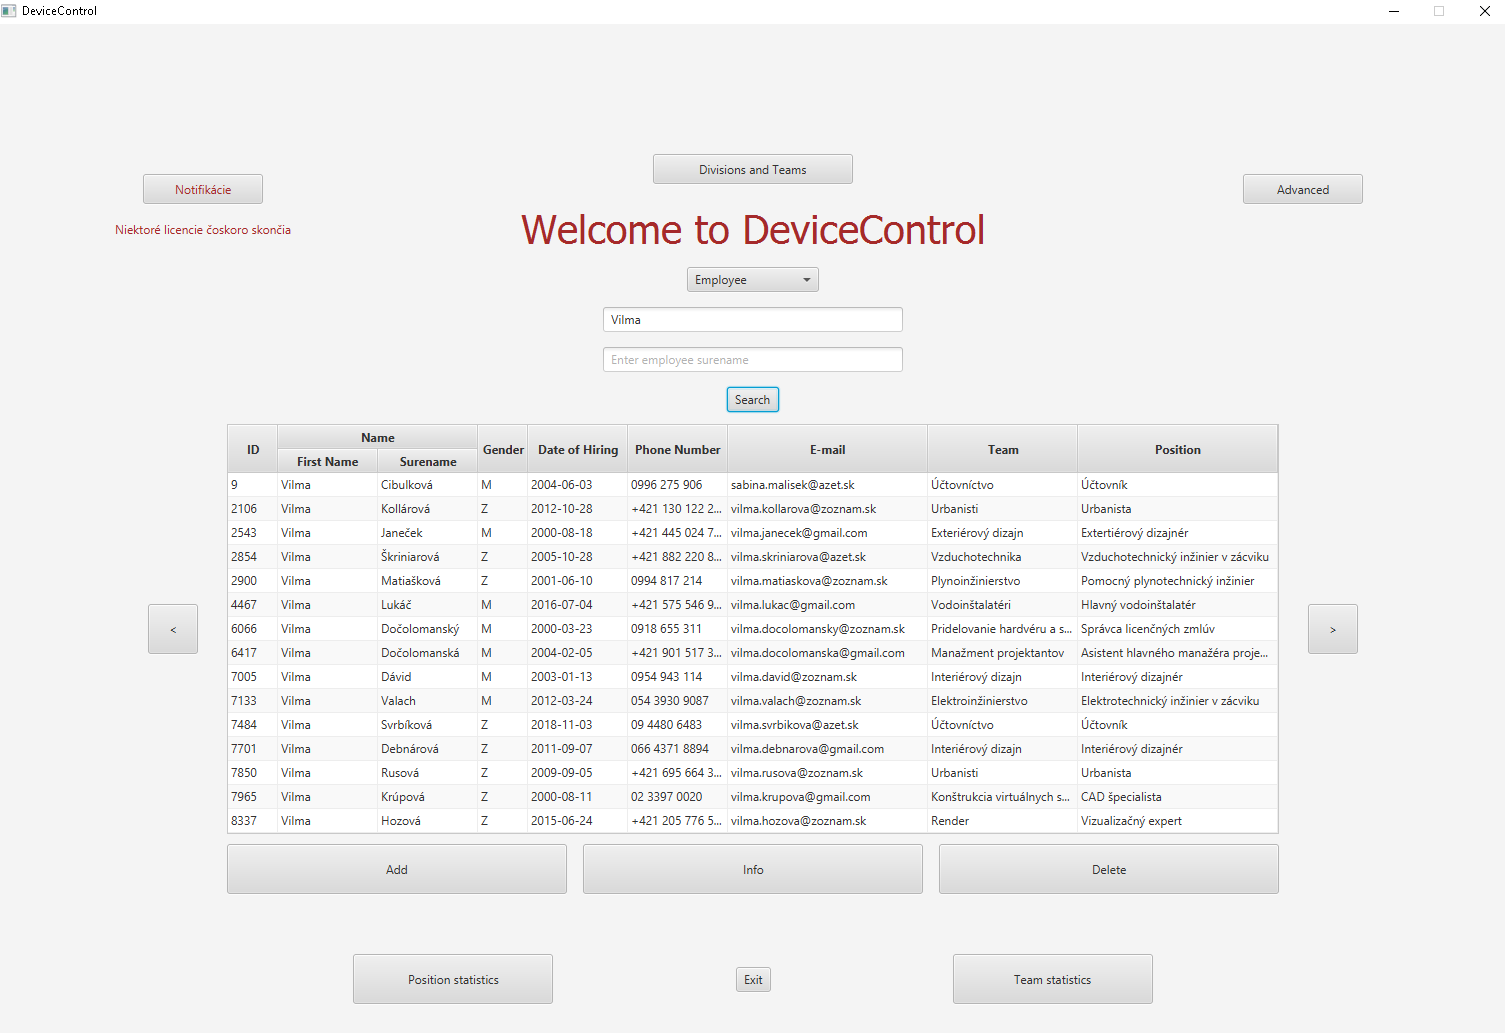 DeviceControl
Divisions and Teams
Notifikácie
Advanced
Niektoré licencie čoskoro skončia
Welcome to DeviceControl
Employee
Vilma
Enter employee surename
Search
ID Name Gender Date of Hiring Phone Number E-mail Team Position
First Name Surename
9 Vilma Cibulková M 2004-06-03 0996 275 906 sabina.malisek@azet.sk Účtovníctvo Účtovník
2106 Vilma Kollárová Z 2012-10-28 +421 130 122 2... vilma.kollarova@zoznam.sk Urbanisti Urbanista
2543 Vilma Janeček M 2000-08-18 +421 445 024 7... vilma.janecek@gmail.com Exteriérový dizajn Extertiérový dizajnér
2854 Vilma Škriniarová Z 2005-10-28 +421 882 220 8... vilma.skriniarova@azet.sk Vzduchotechnika Vzduchotechnický inžinier v zácviku
2900 Vilma Matiašková Z 2001-06-10 0994 817 214 vilma.matiaskova@zoznam.sk Plynoinžinierstvo Pomocný plynotechnický inžinier
4467 Vilma Lukáč M 2016-07-04 +421 575 546 9... vilma.lukac@gmail.com Vodoinštalatéri Hlavný vodoinštalatér
6066 Vilma Dočolomanský M 2000-03-23 0918 655 311 vilma.docolomansky@zoznam.sk Pridelovanie hardvéru a s... Správca licenčných zmlúv
6417 Vilma Dočolomanská M 2004-02-05 +421 901 517 3... vilma.docolomanska@gmail.com Manažment projektantov Asistent hlavného manažéra proje...
7005 Vilma Dávid M 2003-01-13 0954 943 114 vilma.david@zoznam.sk Interiérový dizajn Interiérový dizajnér
7133 Vilma Valach M 2012-03-24 054 3930 9087 vilma.valach@zoznam.sk Elektroinžinierstvo Elektrotechnický inžinier v zácviku
7484 Vilma Svrbíková Z 2018-11-03 09 4480 6483 vilma.svrbikova@azet.sk Účtovníctvo Účtovník
7701 Vilma Debnárová Z 2011-09-07 066 4371 8894 vilma.debnarova@gmail.com Interiérový dizajn Interiérový dizajnér
7850 Vilma Rusová Z 2009-09-05 +421 695 664 3... vilma.rusova@zoznam.sk Urbanisti Urbanista
7965 Vilma Krúpová Z 2000-08-11 02 3397 0020 vilma.krupova@gmail.com Konštrukcia virtuálnych s... CAD špecialista
8337 Vilma Hozová Z 2015-06-24 +421 205 776 5... vilma.hozova@zoznam.sk Render Vizualizačný expert
< >
Add Info Delete
Position statistics Exit Team statistics